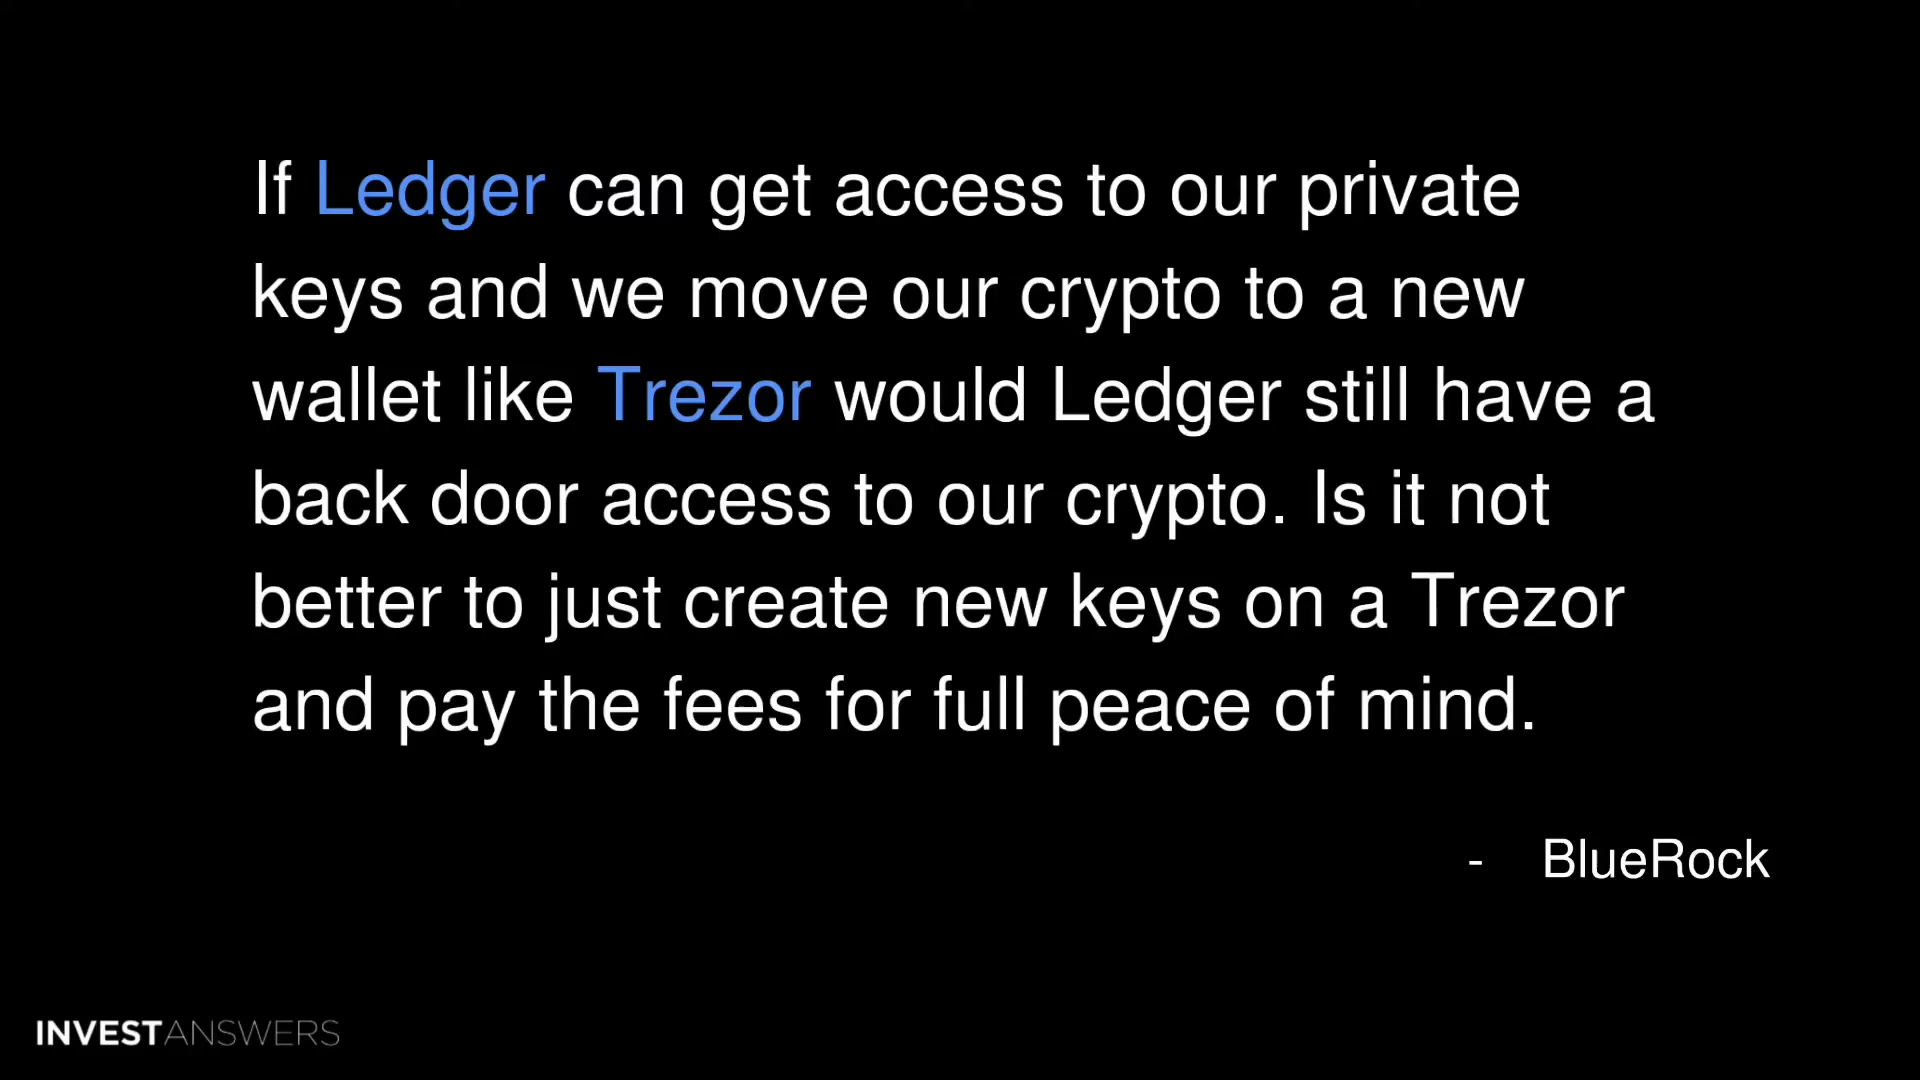 If Ledger can get access to our private
keys and we move our crypto to a new
wallet like Trezor would Ledger still have a
back door access to our crypto. Is it not
better to just create new keys on a Trezor
and pay the fees for full peace of mind.
- BlueRock
INVESTANSWERS